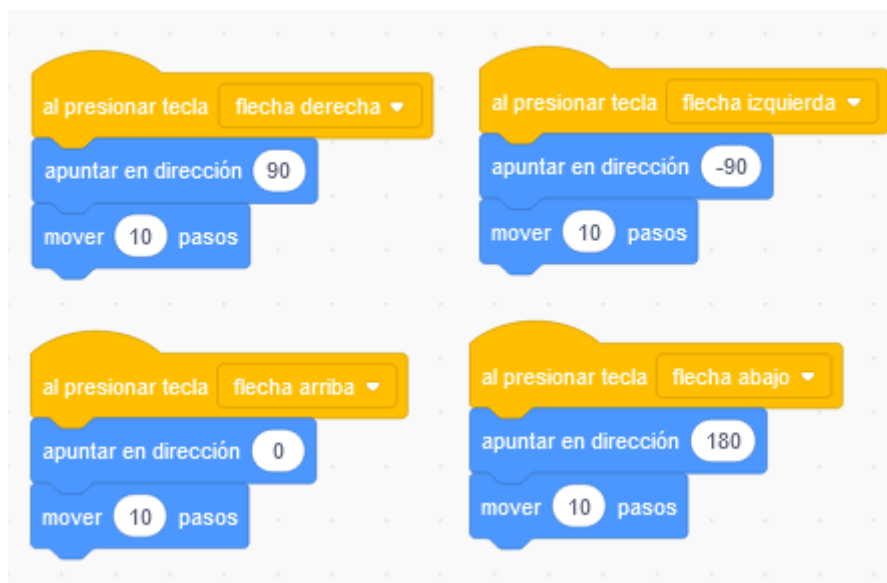 al presionar tecla flecha derecha
apuntar en dirección 90
mover 10 pasos
al presionar tecla flecha izquierda
apuntar en dirección -90
mover 10 pasos
al presionar tecla flecha arriba
apuntar en dirección 0
mover 10 pasos
al presionar tecla flecha abajo
apuntar en dirección 180
mover 10 pasos